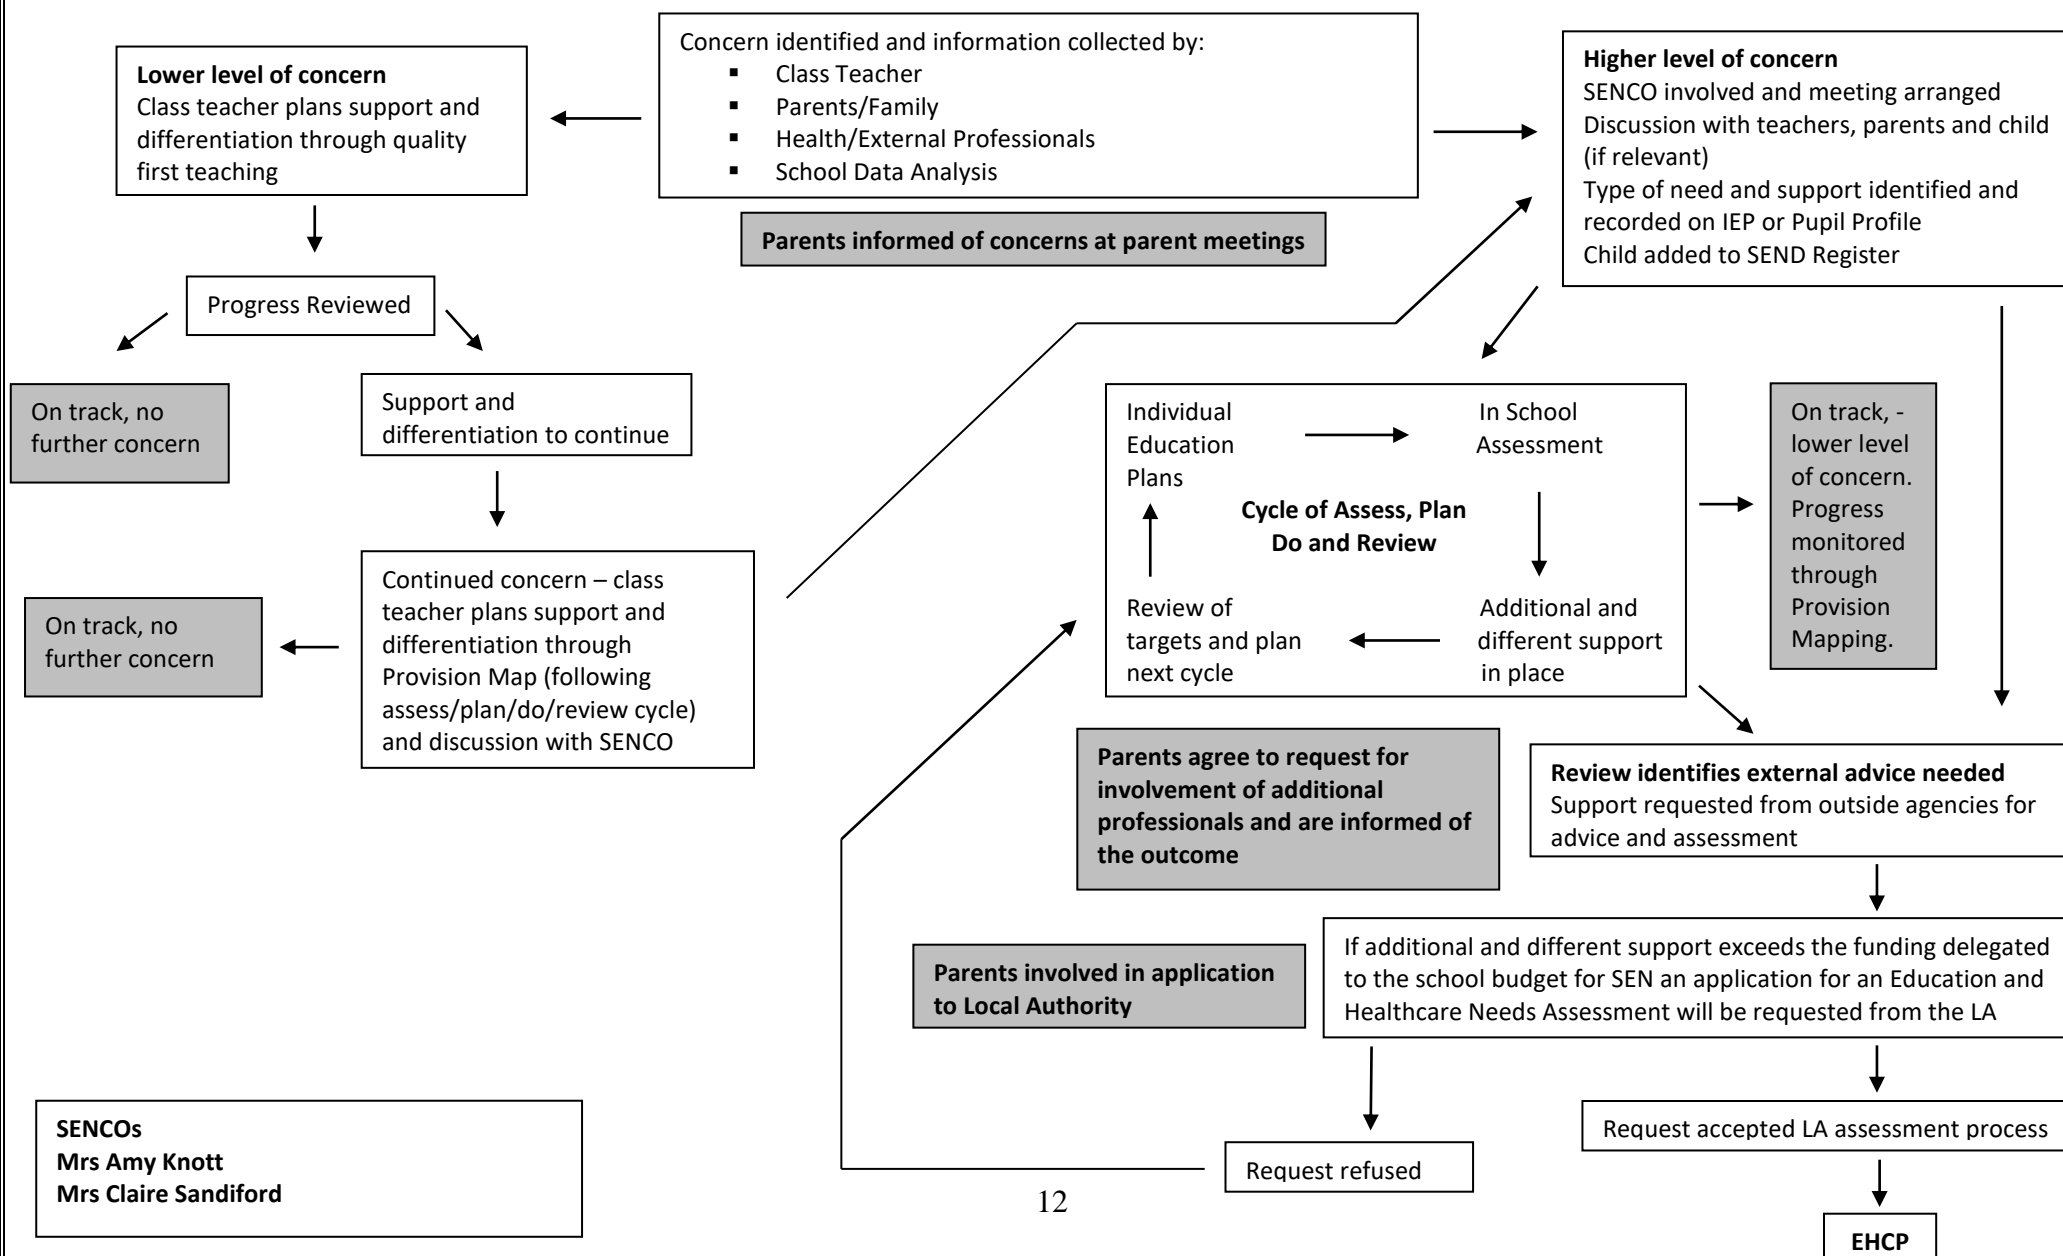 Concern identified and information collected by:
▪ Class Teacher
▪ Parents/Family
▪ Health/External Professionals
▪ School Data Analysis
Lower level of concern
Class teacher plans support and
differentiation through quality
first teaching
Higher level of concern
SENCO involved and meeting arranged
Discussion with teachers, parents and child
(if relevant)
Type of need and support identified and
recorded on IEP or Pupil Profile
Child added to SEND Register
Parents informed of concerns at parent meetings
Progress Reviewed
On track, no
further concern
Support and
differentiation to continue
On track, no
further concern
Continued concern – class
teacher plans support and
differentiation through
Provision Map (following
assess/plan/do/review cycle)
and discussion with SENCO
Individual
Education
Plans
In School
Assessment
Cycle of Assess, Plan
Do and Review
Review of
targets and plan
next cycle
Additional and
different support
in place
On track, -
lower level
of concern.
Progress
monitored
through
Provision
Mapping.
Parents agree to request for
involvement of additional
professionals and are informed of
the outcome
Review identifies external advice needed
Support requested from outside agencies for
advice and assessment
Parents involved in application
to Local Authority
If additional and different support exceeds the funding delegated
to the school budget for SEN an application for an Education and
Healthcare Needs Assessment will be requested from the LA
Request refused
Request accepted LA assessment process
EHCP
SENCOs
Mrs Amy Knott
Mrs Claire Sandiford
12